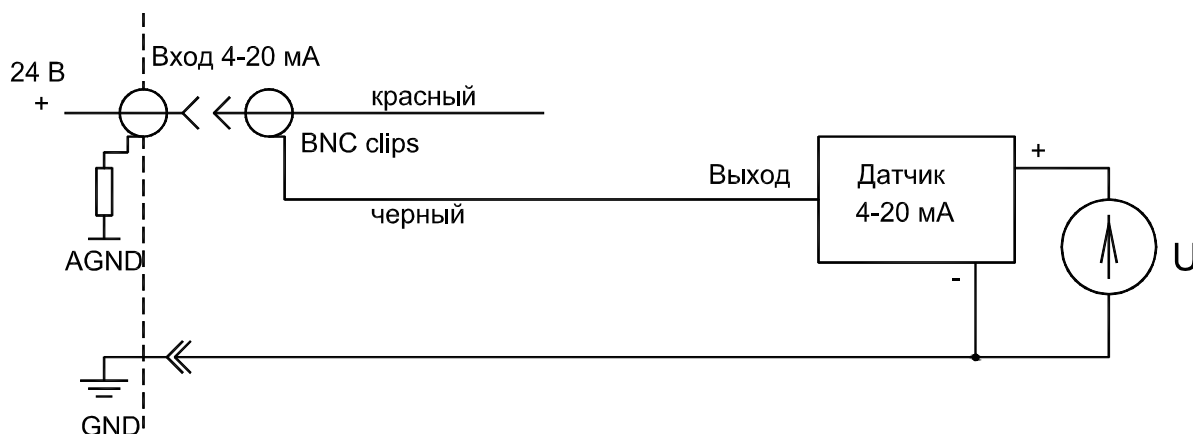 Вход 4-20 мА
24 В
+
красный
BNC clips
Выход
Датчик
4-20 мА
+
-
U
черный
AGND
GND